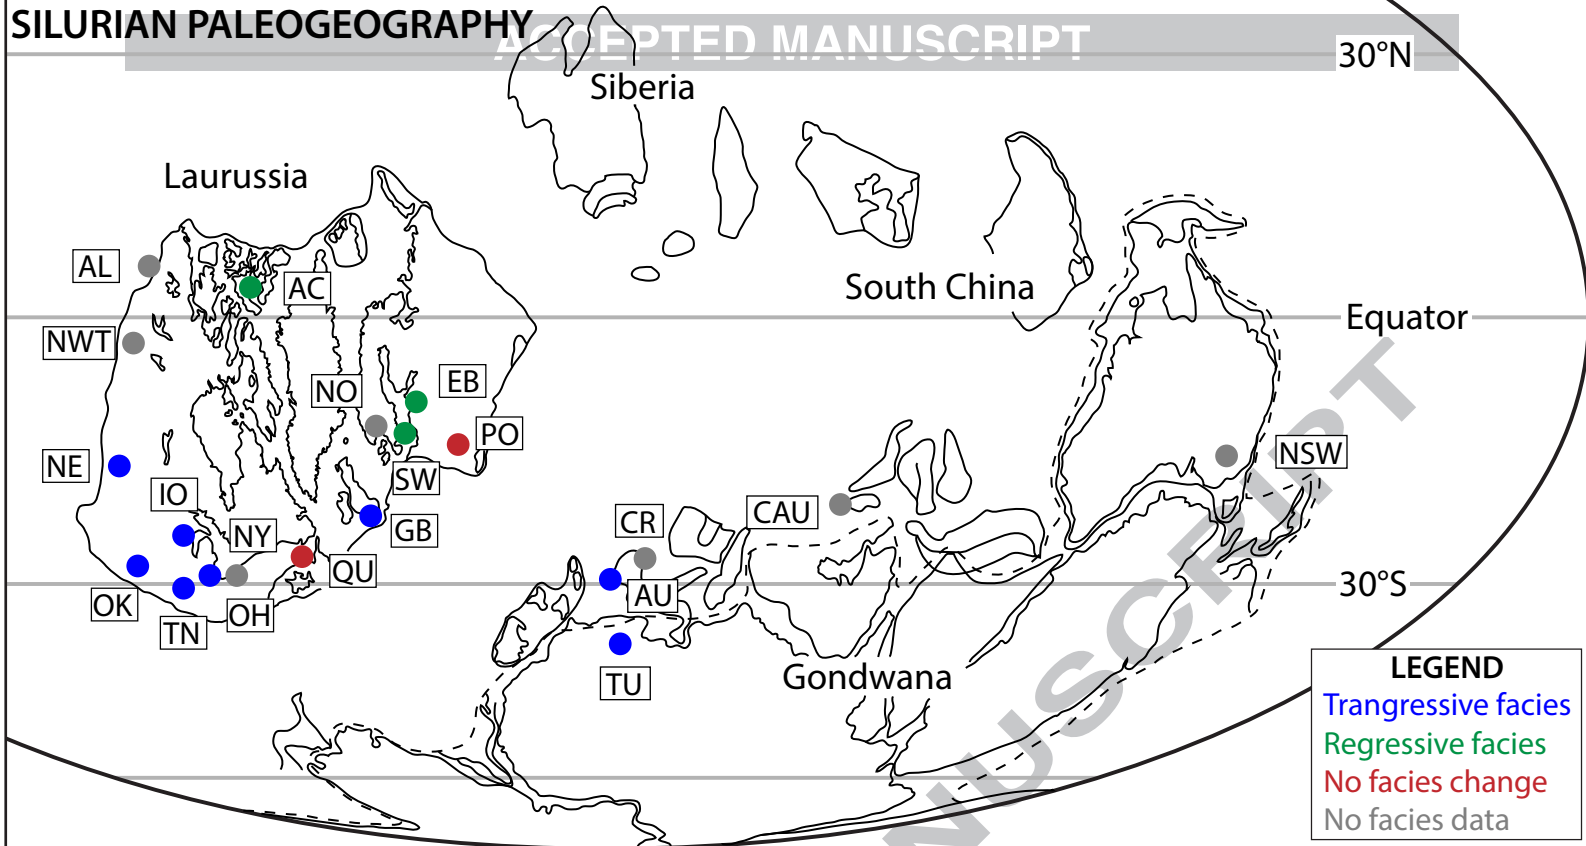 SILURIAN PALEOGEOGRAPHY
ACCEPTED MANUSCRIPT
30°N
Siberia
Laurussia
AL
AC
South China
Equator
NWT
NO
EB
PO
NE
SW
NSW
IO
NY
GB
CR
CAU
QU
OK
OH
AU
30°S
TN
TU
Gondwana
LEGEND
Trangressive facies
Regressive facies
No facies change
No facies data
NUSCRIPT